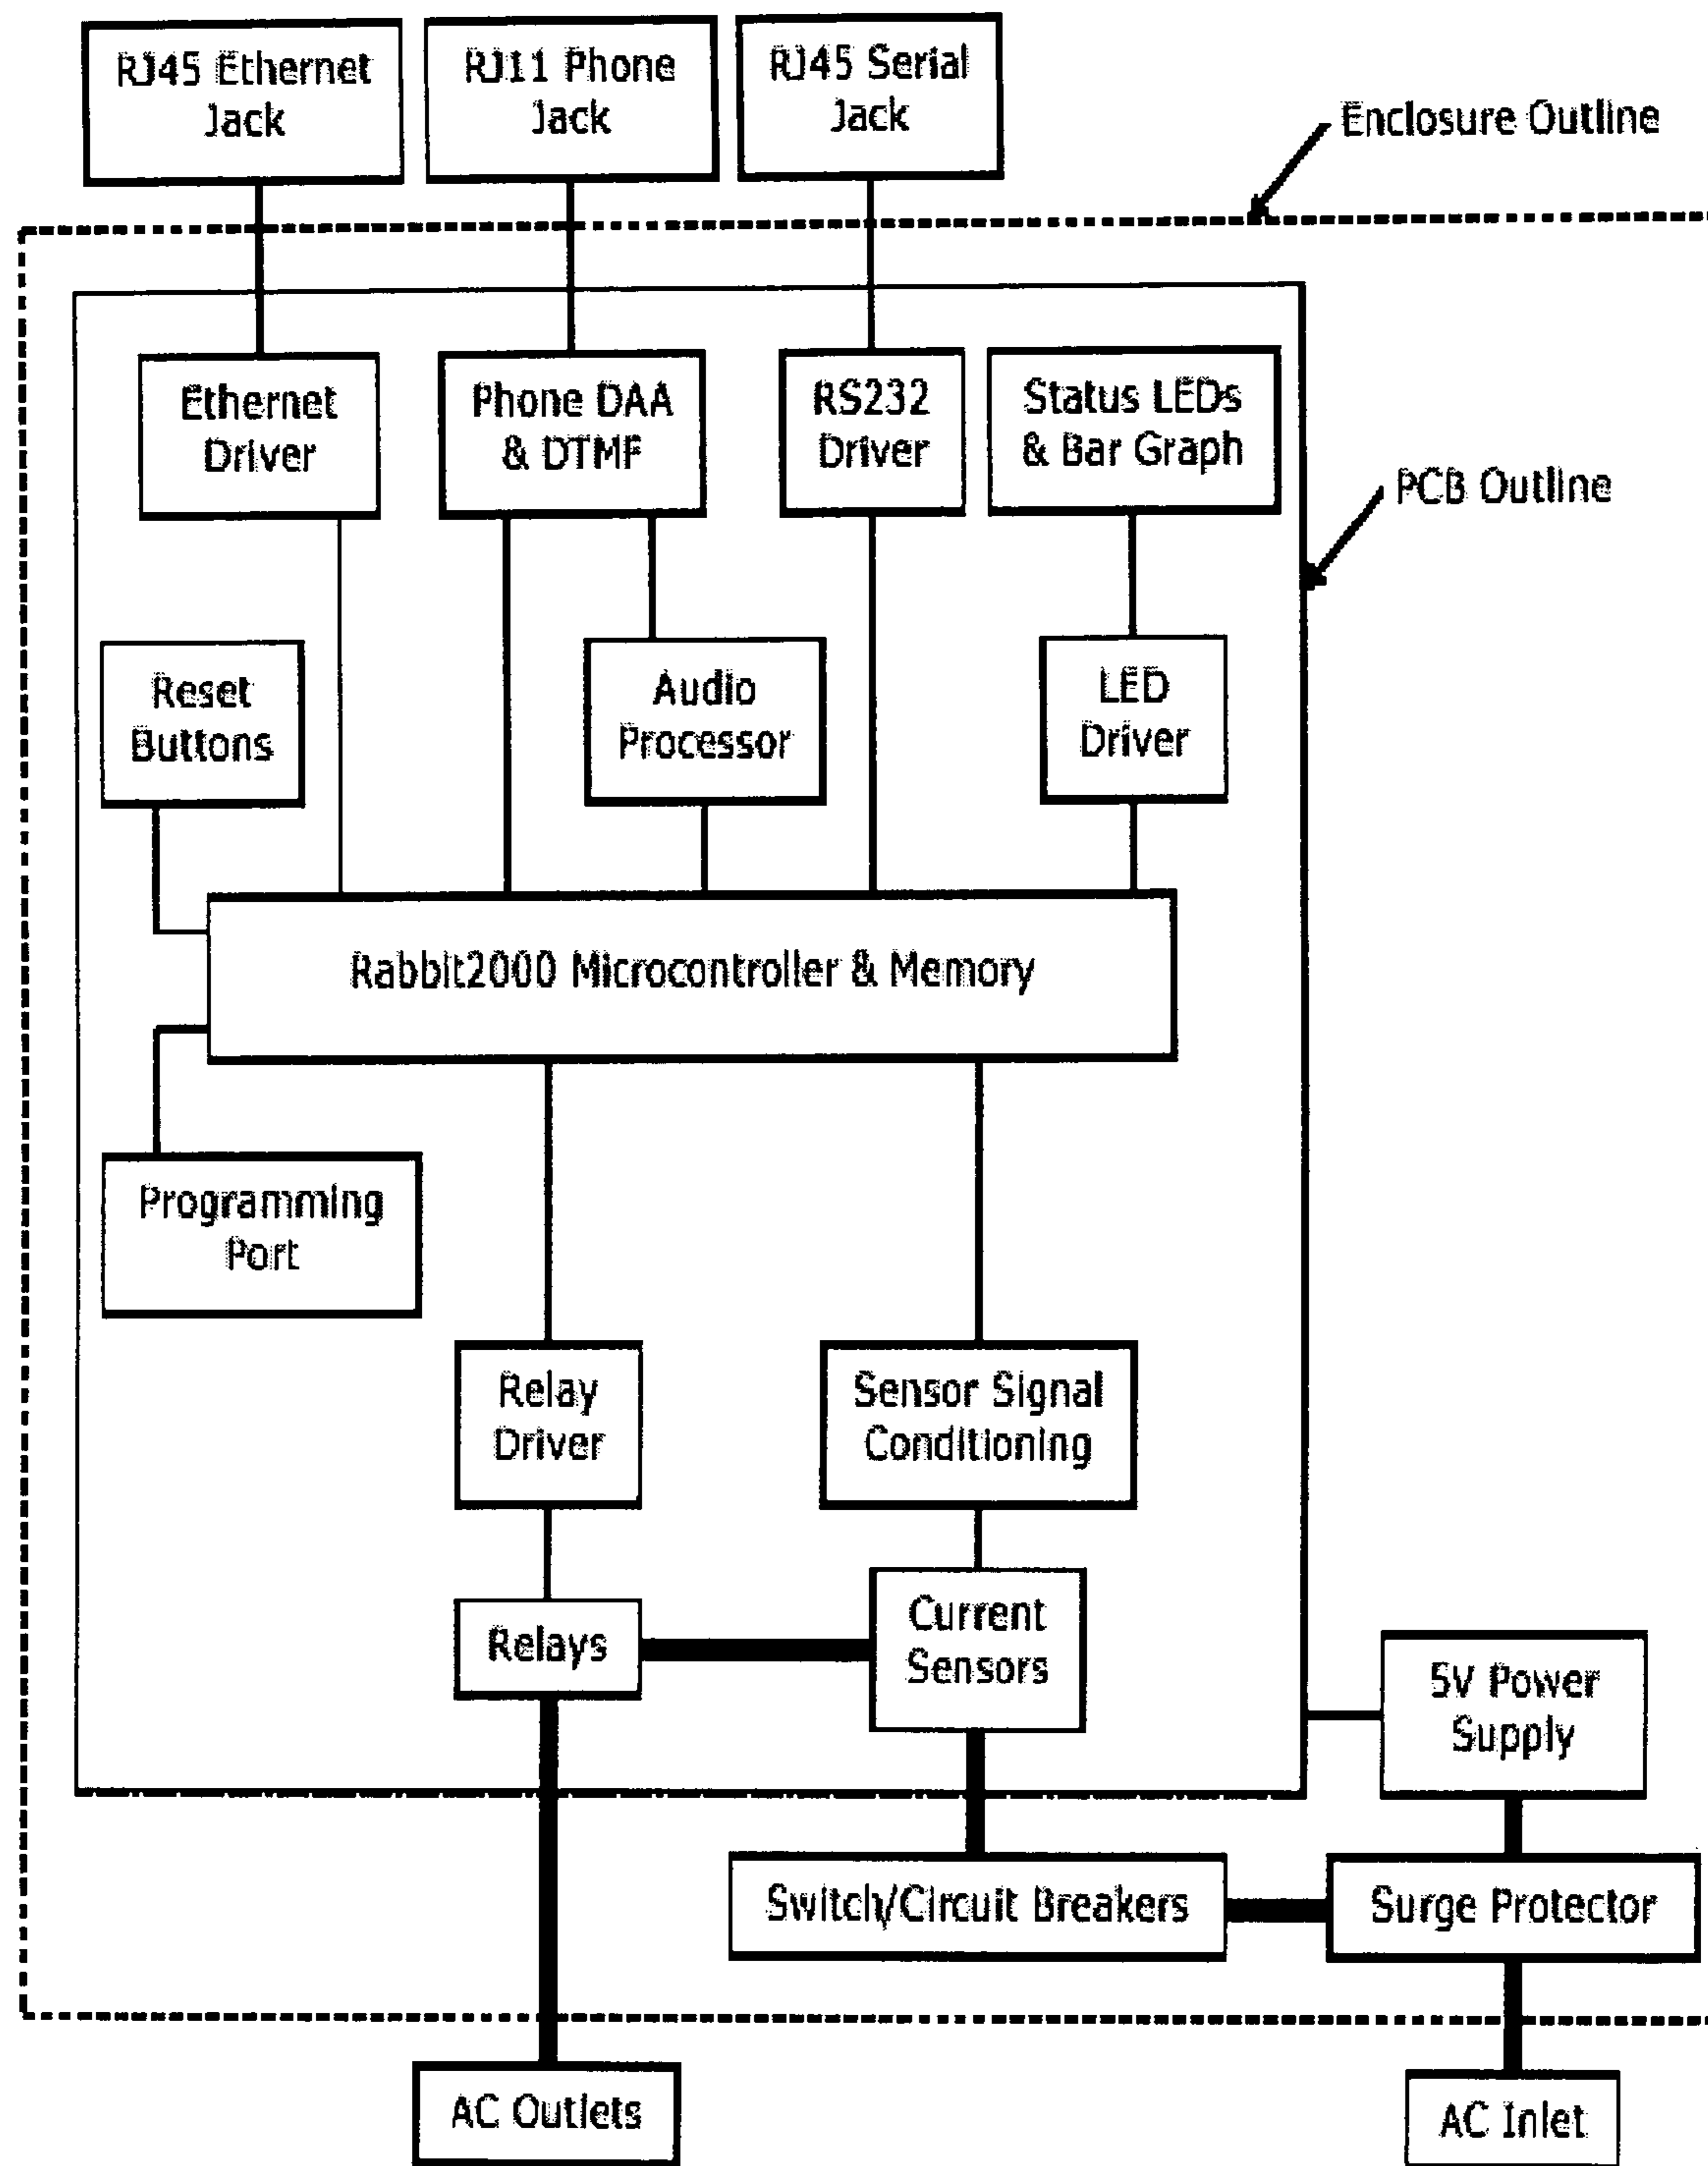 RJ45 Ethernet
Jack
RJ11 Phone
Jack
RJ45 Serial
Jack
Enclosure Outline
Ethernet
Driver
Phone DAA
& DTMF
RS232
Driver
Status LEDs
& Bar Graph
PCB Outline
Reset
Buttons
Audio
Processor
LED
Driver
Rabbit2000 Microcontroller & Memory
Programming
Port
Relay
Driver
Sensor Signal
Conditioning
Relays
Current
Sensors
5V Power
Supply
Switch/Circuit Breakers
Surge Protector
AC Outlets
AC Inlet